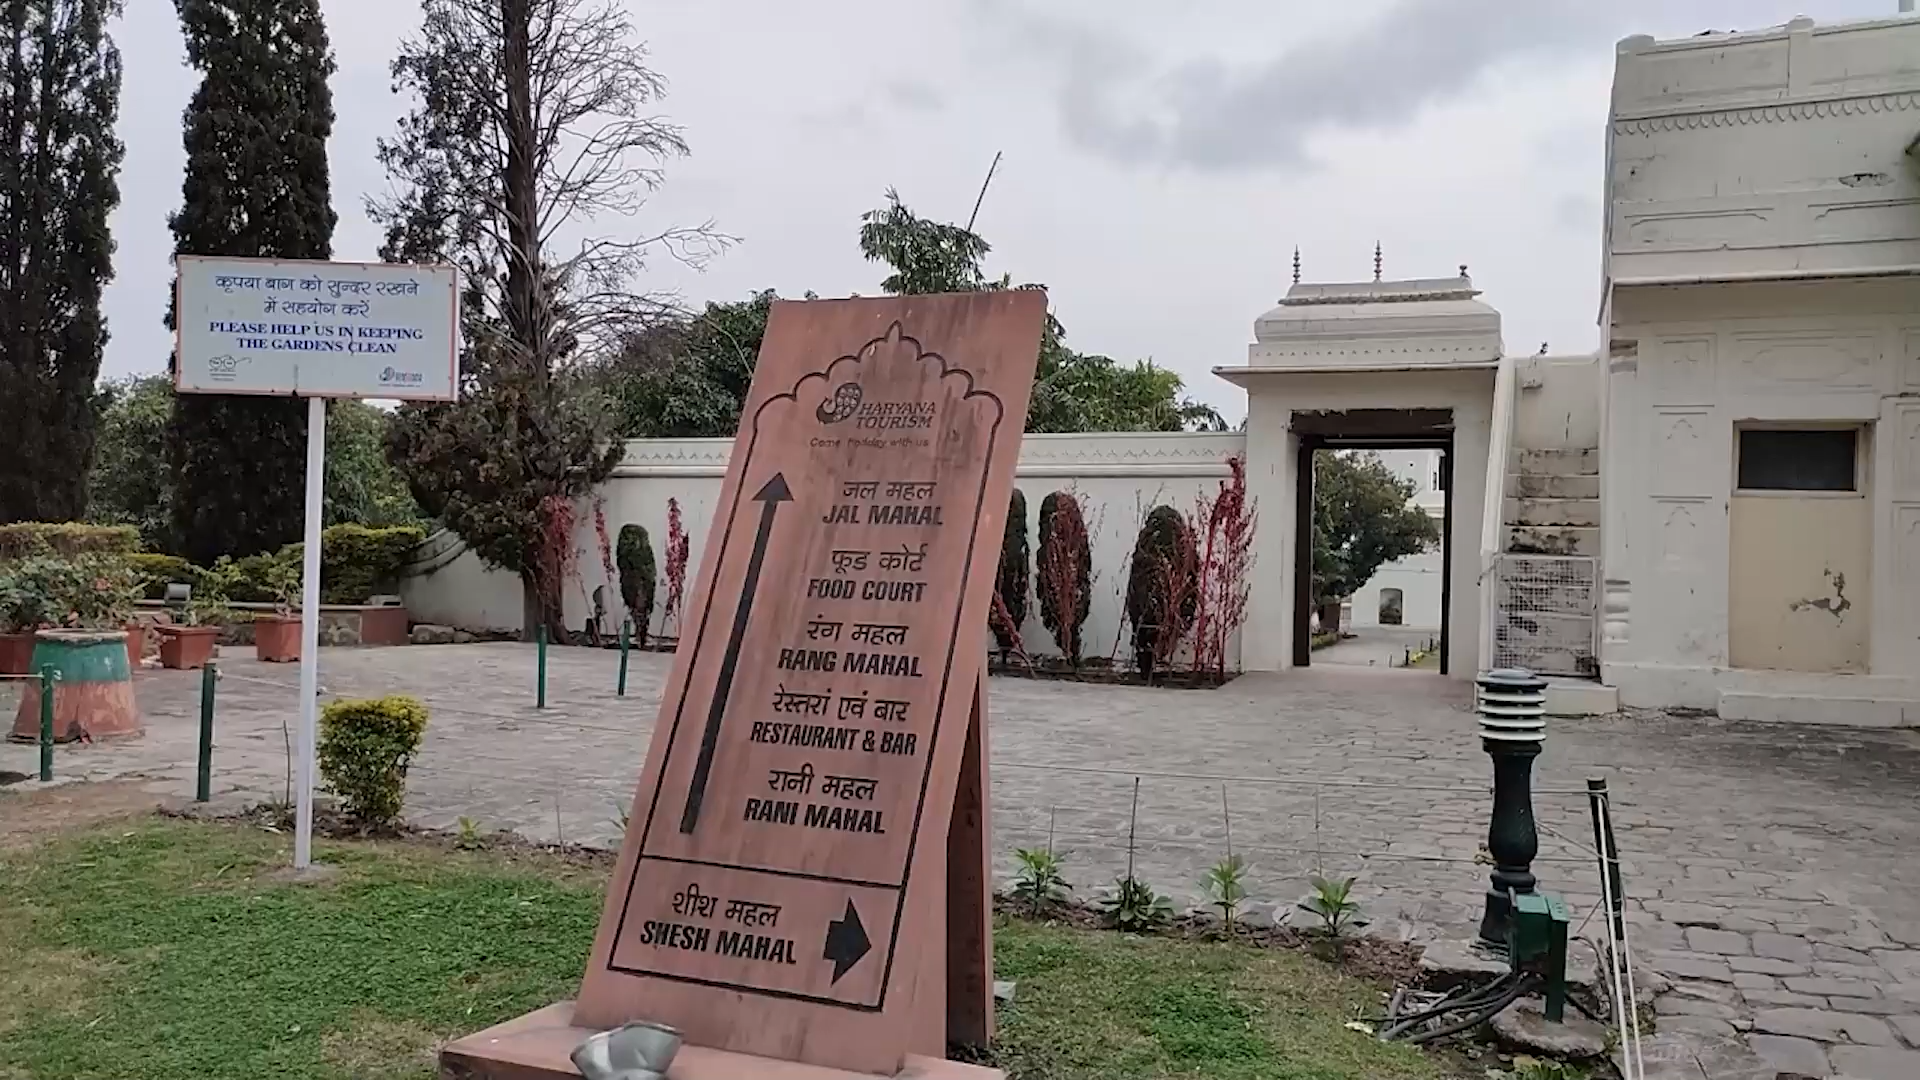 कृपया बाग को सुन्दर रखने
में सहयोग करें
PLEASE HELP US IN KEEPING
THE GARDENS CLEAN
HARYANA
TOURISM
Come holiday with us
जल महल
JAL MAHAL
फूड कोर्ट
FOOD COURT
रंग महल
RANG MAHAL
रेस्तरां एवं बार
RESTAURANT & BAR
रानी महल
RANI MAHAL
शीश महल
SHESH MAHAL